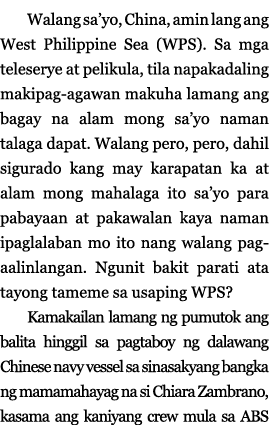 Walang sa'yo, China, amin lang ang
West Philippine Sea (WPS). Sa mga
teleserye at pelikula, tila napakadaling
makipag-agawan makuha lamang ang
bagay na alam mong sa'yo naman
talaga dapat. Walang pero, pero, dahil
sigurado kang may karapatan ka at
alam mong mahalaga ito sa'yo para
pabayaan at pakawalan kaya naman
ipaglalaban mo ito nang walang pag-
aalinlangan. Ngunit bakit parati ata
tayong tameme sa usaping WPS?
Kamakailan lamang ng pumutok ang
balita hinggil sa pagtaboy ng dalawang
Chinese navy vessel sa sinasakyang bangka
ng mamamahayag na si Chiara Zambrano,
kasama ang kaniyang crew mula sa ABS